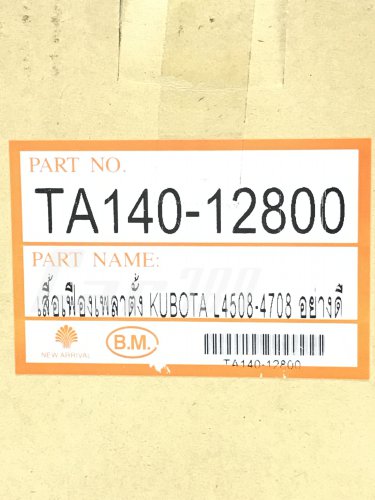 PART NO.
TA140-12800
PART NAME:
เสื้อเฟืองเพลาตั้ง KUBOTA L4508-4708 อย่างดี
NEW ARRIVAL
B.M.
TA140-12800